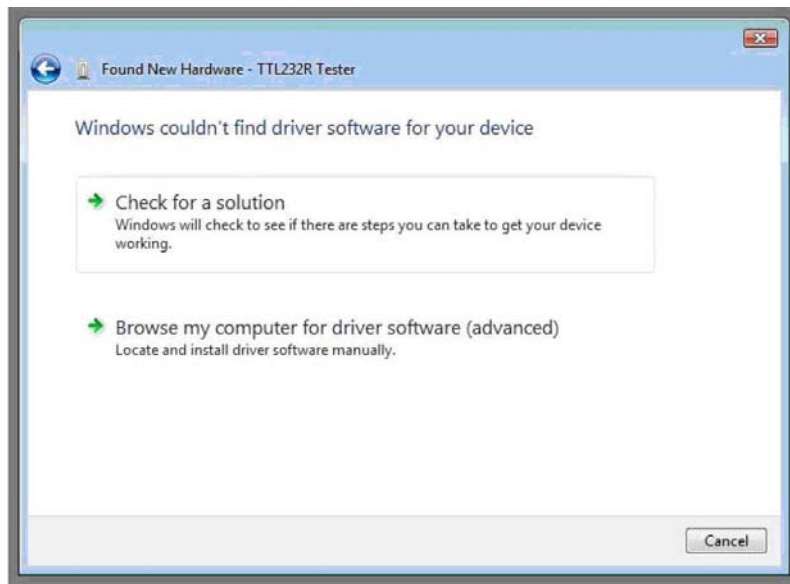 Found New Hardware - TTL232R Tester
Windows couldn't find driver software for your device
Check for a solution
Windows will check to see if there are steps you can take to get your device
working.
Browse my computer for driver software (advanced)
Locate and install driver software manually.
Cancel